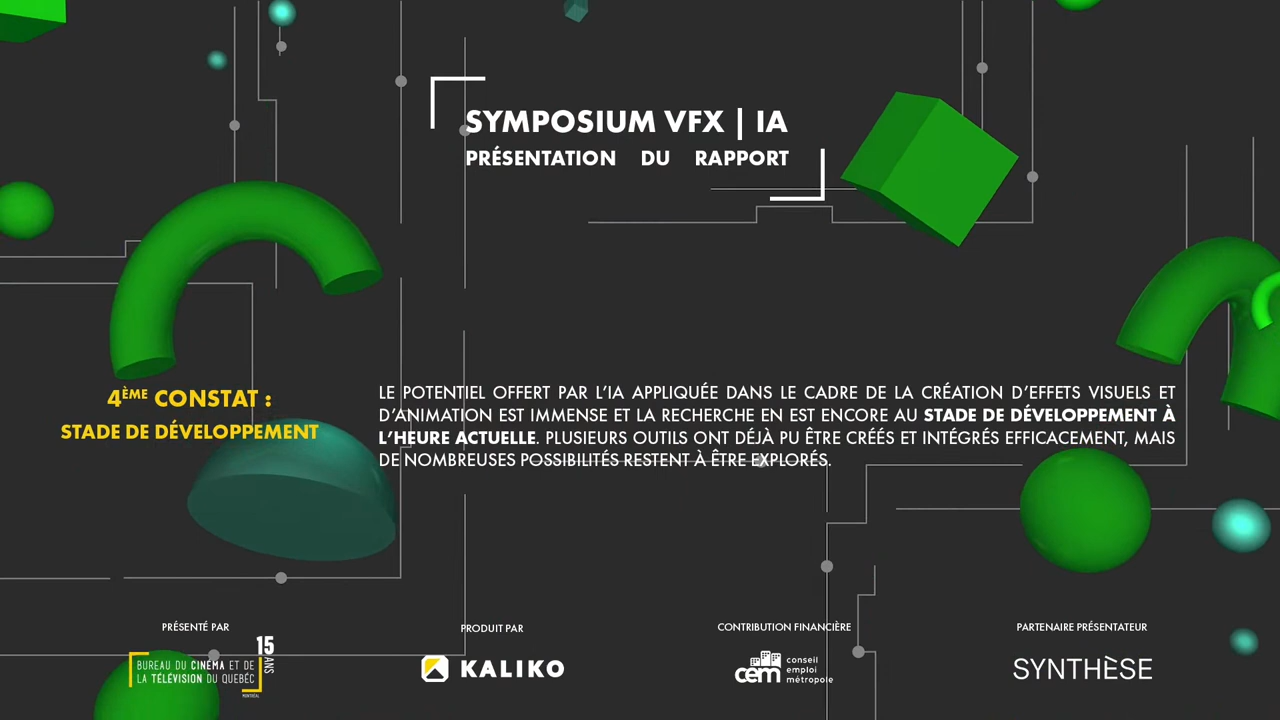 SYMPOSIUM VFX | IA
PRÉSENTATION DU RAPPORT
4ÈME CONSTAT :
STADE DE DÉVELOPPEMENT
LE POTENTIEL OFFERT PAR L'IA APPLIQUÉE DANS LE CADRE DE LA CRÉATION D'EFFETS VISUELS ET
D'ANIMATION EST IMMENSE ET LA RECHERCHE EN EST ENCORE AU STADE DE DÉVELOPPEMENT À
L'HEURE ACTUELLE. PLUSIEURS OUTILS ONT DÉJÀ PU ÊTRE CRÉÉS ET INTÉGRÉS EFFICACEMENT, MAIS
DE NOMBREUSES POSSIBILITÉS RESTENT À ÊTRE EXPLORÉS.
PRÉSENTÉ PAR
BUREAU DU CINÉMA ET DE
LA TÉLÉVISION DU QUÉBEC
15 ANS
MONTRÉAL
PRODUIT PAR
KALIKO
CONTRIBUTION FINANCIÈRE
cem
conseil
emploi
métropole
PARTENAIRE PRÉSENTATEUR
SYNTHÈSE